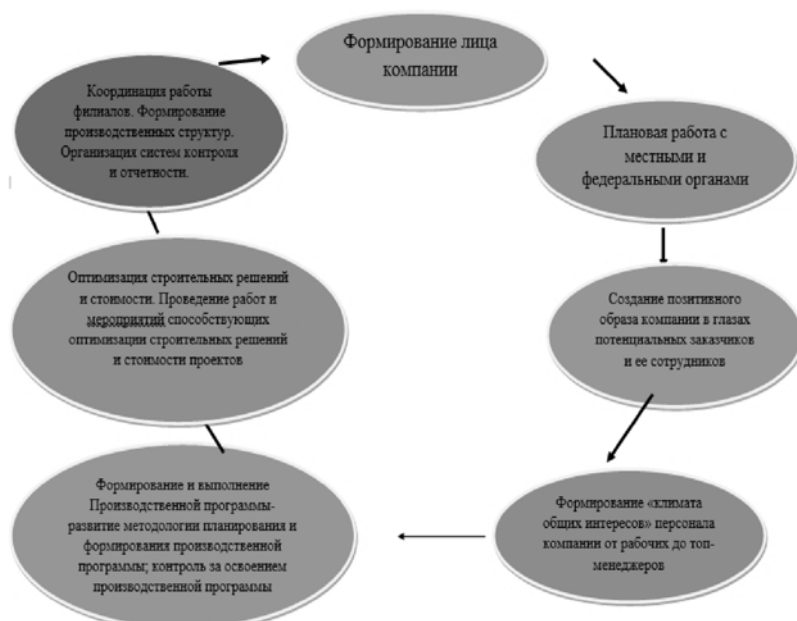 Формирование лица
компании
Координация работы
филиалов. Формирование
производственных структур.
Организация систем контроля
и отчетности.
Плановая работа с
местными и
федеральными органами
Оптимизация строительных решений
и стоимости. Проведение работ и
мероприятий способствующих
оптимизации строительных решений
и стоимости проектов
Создание позитивного
образа компании в глазах
потенциальных заказчиков
и ее сотрудников
Формирование и выполнение
Производственной программы-
развитие методологии планирования и
формирования производственной
программы; контроль за освоением
производственной программы
Формирование «климата
общих интересов» персонала
компании от рабочих до топ-
менеджеров